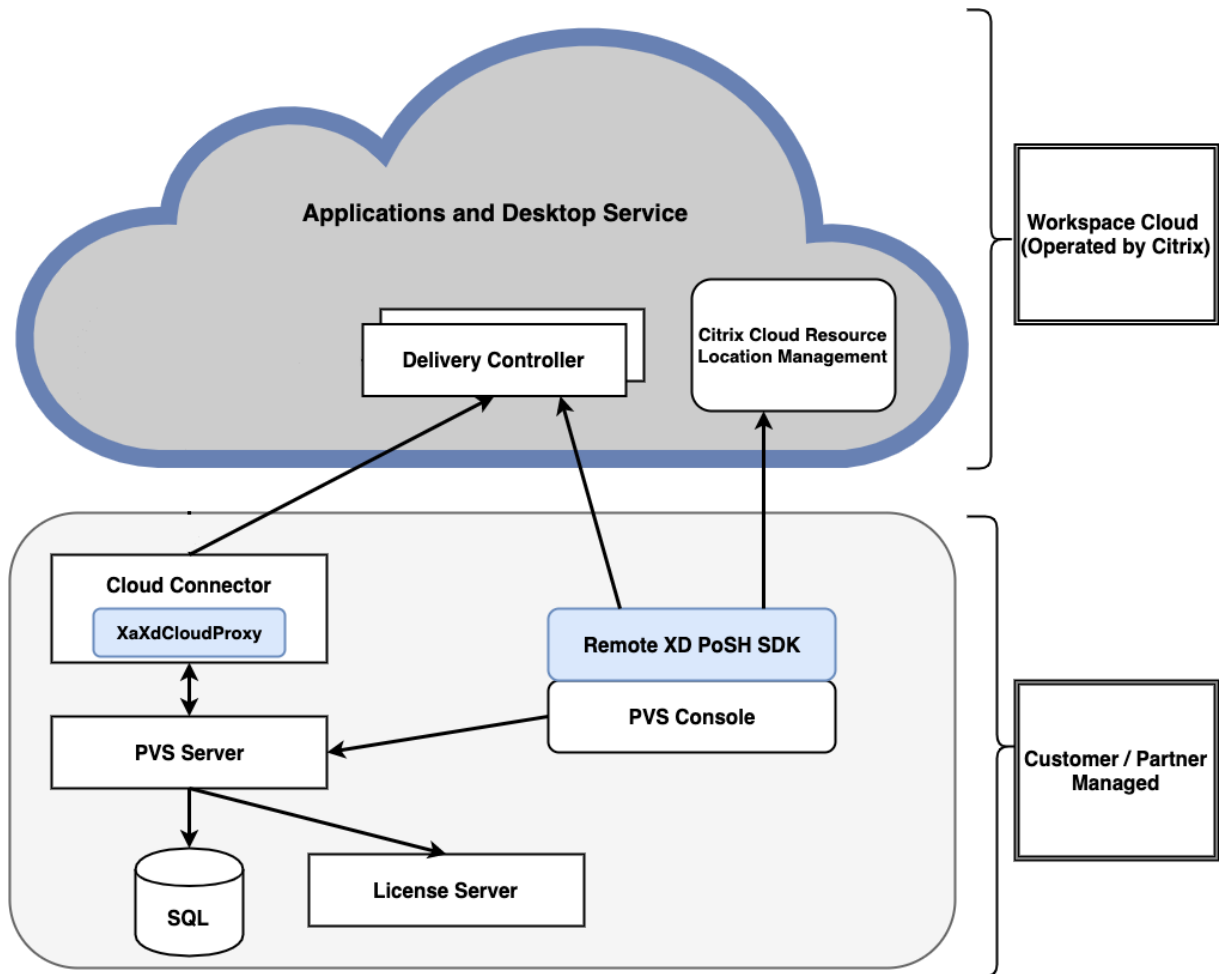 Applications and Desktop Service
Workspace Cloud
(Operated by Citrix)
Delivery Controller
Citrix Cloud Resource
Location Management
Cloud Connector
XaXdCloudProxy
Remote XD PoSH SDK
PVS Console
PVS Server
Customer / Partner
Managed
SQL
License Server